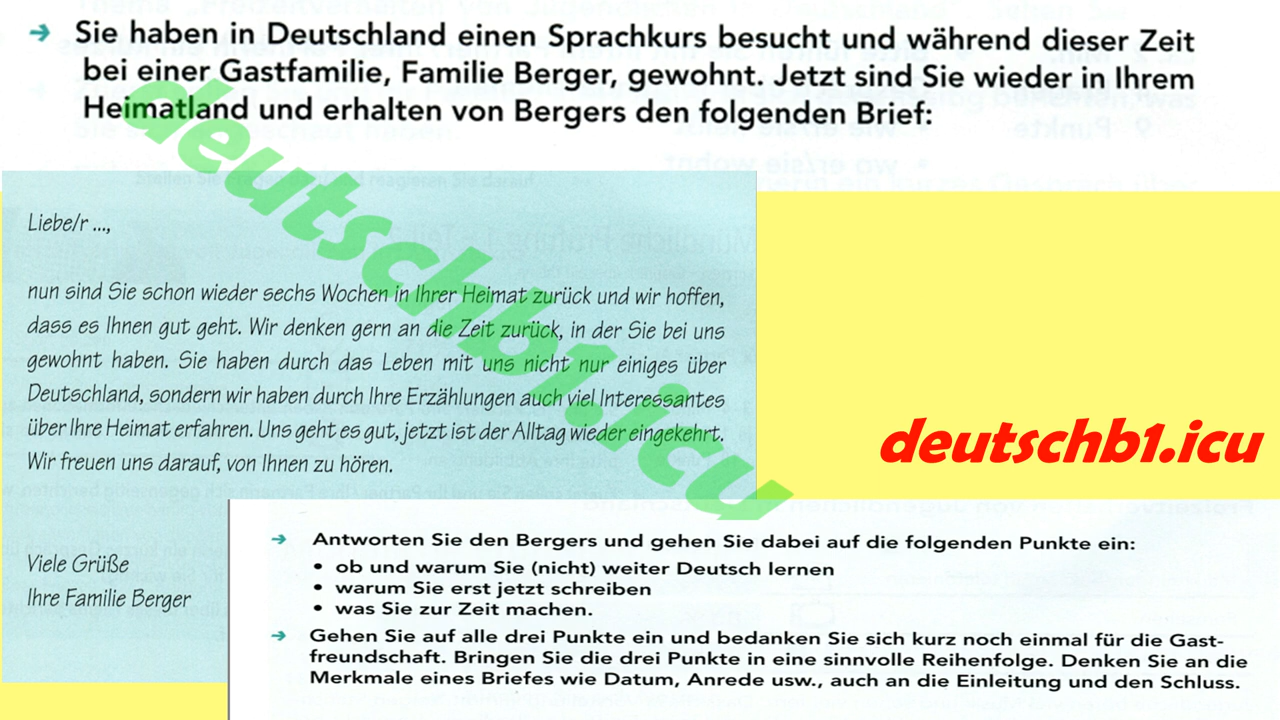 → Sie haben in Deutschland einen Sprachkurs besucht und während dieser Zeit
bei einer Gastfamilie, Familie Berger, gewohnt. Jetzt sind Sie wieder in Ihrem
Heimatland und erhalten von Bergers den folgenden Brief:
Liebe/r ...,
nun sind Sie schon wieder sechs Wochen in Ihrer Heimat zurück und wir hoffen,
dass es Ihnen gut geht. Wir denken gern an die Zeit zurück, in der Sie bei uns
gewohnt haben. Sie haben durch das Leben mit uns nicht nur einiges über
Deutschland, sondern wir haben durch Ihre Erzählungen auch viel Interessantes
über Ihre Heimat erfahren. Uns geht es gut, jetzt ist der Alltag wieder eingekehrt.
Wir freuen uns darauf, von Ihnen zu hören.
Viele Grüße
Ihre Familie Berger
deutschb1.icu
deutschb1.icu
→ Antworten Sie den Bergers und gehen Sie dabei auf die folgenden Punkte ein:
• ob und warum Sie (nicht) weiter Deutsch lernen
• warum Sie erst jetzt schreiben
• was Sie zur Zeit machen.
→ Gehen Sie auf alle drei Punkte ein und bedanken Sie sich kurz noch einmal für die Gast-
freundschaft. Bringen Sie die drei Punkte in eine sinnvolle Reihenfolge. Denken Sie an die
Merkmale eines Briefes wie Datum, Anrede usw., auch an die Einleitung und den Schluss.